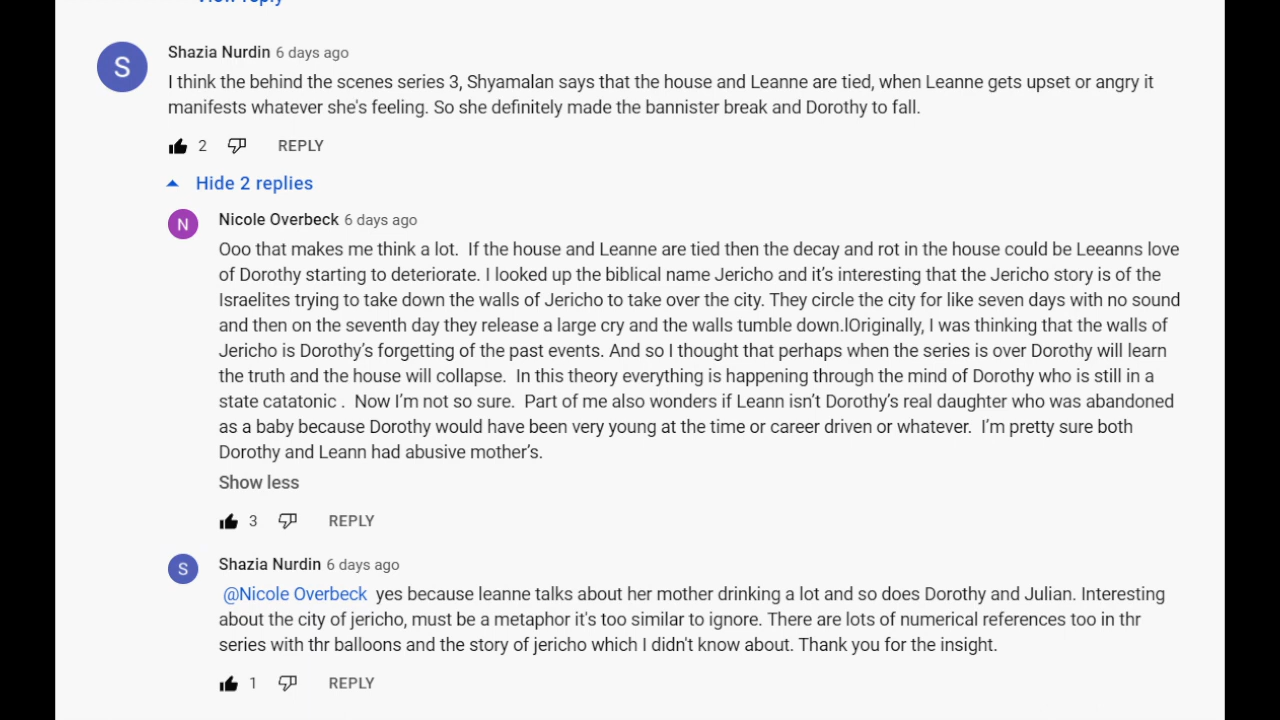 View reply
S
Shazia Nurdin 6 days ago
I think the behind the scenes series 3, Shyamalan says that the house and Leanne are tied, when Leanne gets upset or angry it
manifests whatever she's feeling. So she definitely made the bannister break and Dorothy to fall.
2 REPLY
Hide 2 replies
N
Nicole Overbeck 6 days ago
Ooo that makes me think a lot.  If the house and Leanne are tied then the decay and rot in the house could be Leeanns love
of Dorothy starting to deteriorate. I looked up the biblical name Jericho and it’s interesting that the Jericho story is of the
Israelites trying to take down the walls of Jericho to take over the city. They circle the city for like seven days with no sound
and then on the seventh day they release a large cry and the walls tumble down.lOriginally, I was thinking that the walls of
Jericho is Dorothy’s forgetting of the past events. And so I thought that perhaps when the series is over Dorothy will learn
the truth and the house will collapse.  In this theory everything is happening through the mind of Dorothy who is still in a
state catatonic .  Now I’m not so sure.  Part of me also wonders if Leann isn’t Dorothy’s real daughter who was abandoned
as a baby because Dorothy would have been very young at the time or career driven or whatever.  I’m pretty sure both
Dorothy and Leann had abusive mother’s.
Show less
3 REPLY
S
Shazia Nurdin 6 days ago
@Nicole Overbeck  yes because leanne talks about her mother drinking a lot and so does Dorothy and Julian. Interesting
about the city of jericho, must be a metaphor it's too similar to ignore. There are lots of numerical references too in thr
series with thr balloons and the story of jericho which I didn't know about. Thank you for the insight.
1 REPLY